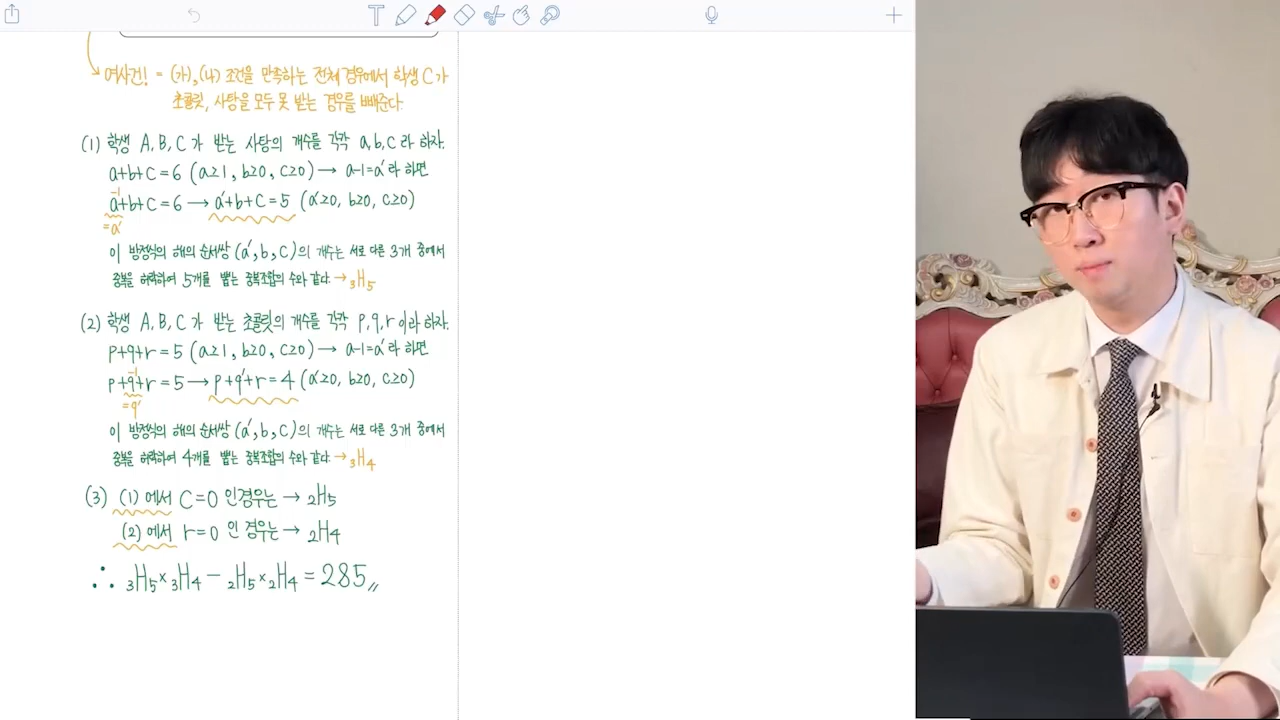 여사건! = (가), (나) 조건을 만족하는 전체 경우에서 학생 C가
초콜릿, 사탕을 모두 못 받는 경우를 빼준다.
(1) 학생 A, B, C가 받는 사탕의 개수를 각각 a, b, c라 하자.
a+b+c=6 (a≥1, b≥0, c≥0) → a-1=a′라 하면
-1
a+b+c=6 → a′+b+c=5 (a′≥0, b≥0, c≥0)
=a′
이 방정식의 해의 순서쌍 (a′, b, c)의 개수는 서로 다른 3개 중에서
중복을 허락하여 5개를 뽑는 중복조합의 수와 같다. → ₃H₅
(2) 학생 A, B, C가 받는 초콜릿의 개수를 각각 p, q, r이라 하자.
p+q+r=5 (a≥1, b≥0, c≥0) → a-1=a′라 하면
-1
p+q+r=5 → p+q′+r=4 (a′≥0, b≥0, c≥0)
=q′
이 방정식의 해의 순서쌍 (a′, b, c)의 개수는 서로 다른 3개 중에서
중복을 허락하여 4개를 뽑는 중복조합의 수와 같다. → ₃H₄
(3) (1)에서 c=0 인경우는 → ₂H₅
(2)에서 r=0 인 경우는 → ₂H₄
∴ ₃H₅×₃H₄ - ₂H₅×₂H₄ = 285